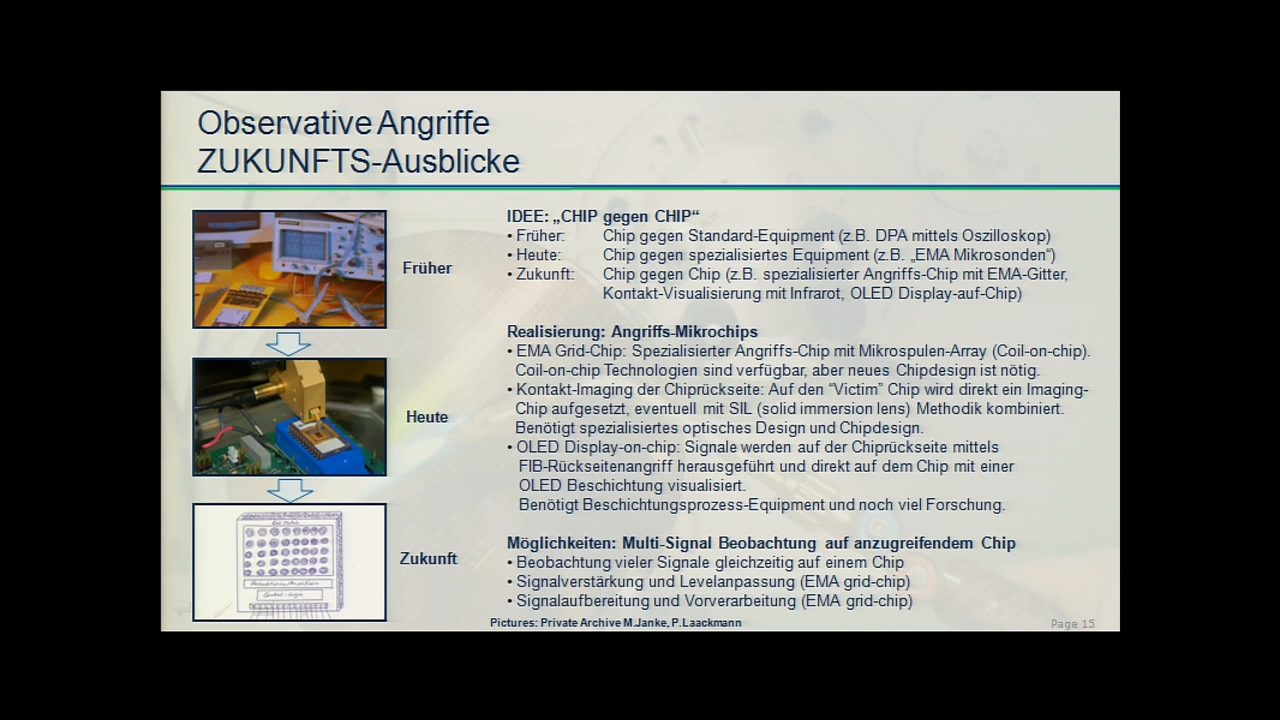 Observative Angriffe
ZUKUNFTS-Ausblicke
Früher
Heute
Zukunft
IDEE: „CHIP gegen CHIP“
• Früher: Chip gegen Standard-Equipment (z.B. DPA mittels Oszilloskop)
• Heute: Chip gegen spezialisiertes Equipment (z.B. „EMA Mikrosonden“)
• Zukunft: Chip gegen Chip (z.B. spezialisierter Angriffs-Chip mit EMA-Gitter,
Kontakt-Visualisierung mit Infrarot, OLED Display-auf-Chip)
Realisierung: Angriffs-Mikrochips
• EMA Grid-Chip: Spezialisierter Angriffs-Chip mit Mikrospulen-Array (Coil-on-chip).
Coil-on-chip Technologien sind verfügbar, aber neues Chipdesign ist nötig.
• Kontakt-Imaging der Chiprückseite: Auf den “Victim” Chip wird direkt ein Imaging-
Chip aufgesetzt, eventuell mit SIL (solid immersion lens) Methodik kombiniert.
Benötigt spezialisiertes optisches Design und Chipdesign.
• OLED Display-on-chip: Signale werden auf der Chiprückseite mittels
FIB-Rückseitenangriff herausgeführt und direkt auf dem Chip mit einer
OLED Beschichtung visualisiert.
Benötigt Beschichtungsprozess-Equipment und noch viel Forschung.
Möglichkeiten: Multi-Signal Beobachtung auf anzugreifendem Chip
• Beobachtung vieler Signale gleichzeitig auf einem Chip
• Signalverstärkung und Levelanpassung (EMA grid-chip)
• Signalaufbereitung und Vorverarbeitung (EMA grid-chip)
Pictures: Private Archive M.Janke, P.Laackmann
Page 15